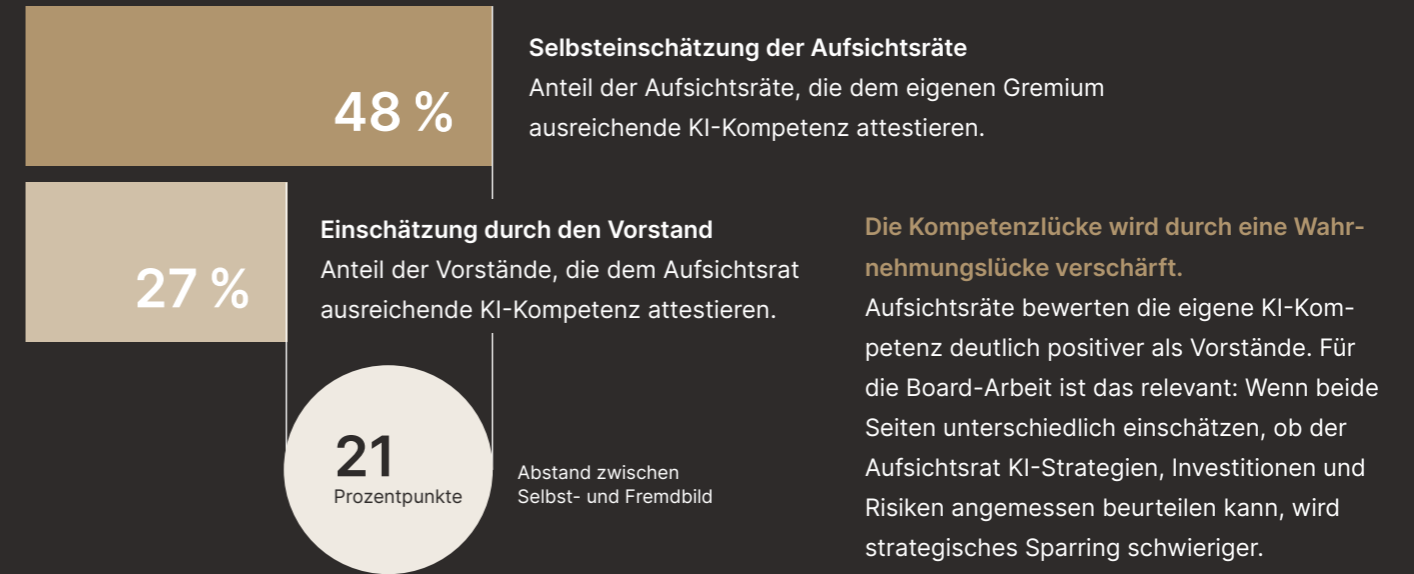 48 %
Selbsteinschätzung der Aufsichtsräte
Anteil der Aufsichtsräte, die dem eigenen Gremium
ausreichende KI-Kompetenz attestieren.
27 %
Einschätzung durch den Vorstand
Anteil der Vorstände, die dem Aufsichtsrat
ausreichende KI-Kompetenz attestieren.
21
Prozentpunkte
Abstand zwischen
Selbst- und Fremdbild
Die Kompetenzlücke wird durch eine Wahr-
nehmungslücke verschärft.
Aufsichtsräte bewerten die eigene KI-Kom-
petenz deutlich positiver als Vorstände. Für
die Board-Arbeit ist das relevant: Wenn beide
Seiten unterschiedlich einschätzen, ob der
Aufsichtsrat KI-Strategien, Investitionen und
Risiken angemessen beurteilen kann, wird
strategisches Sparring schwieriger.